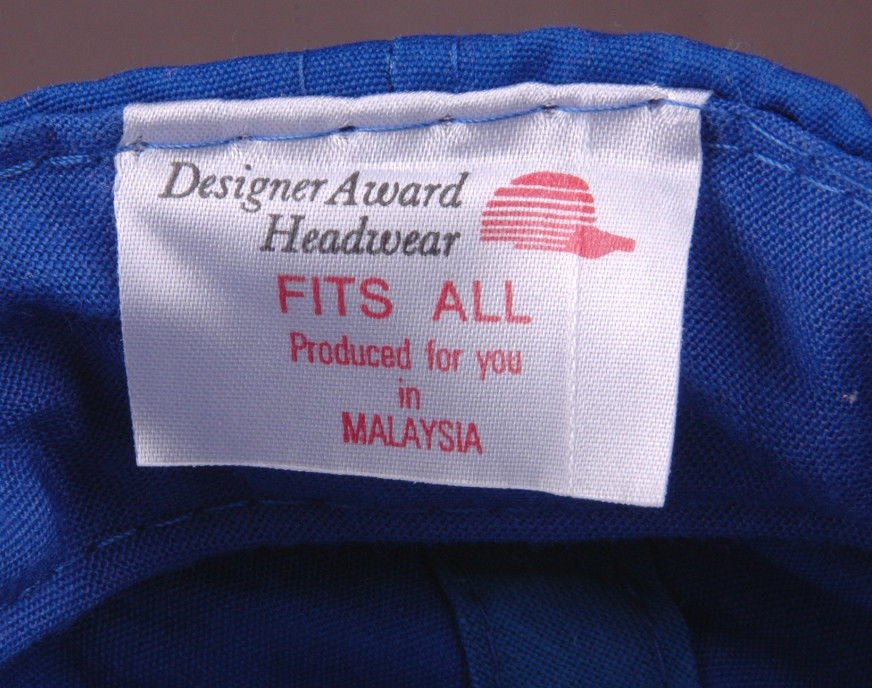 Designer Award
Headwear
FITS ALL
Produced for you
in
MALAYSIA